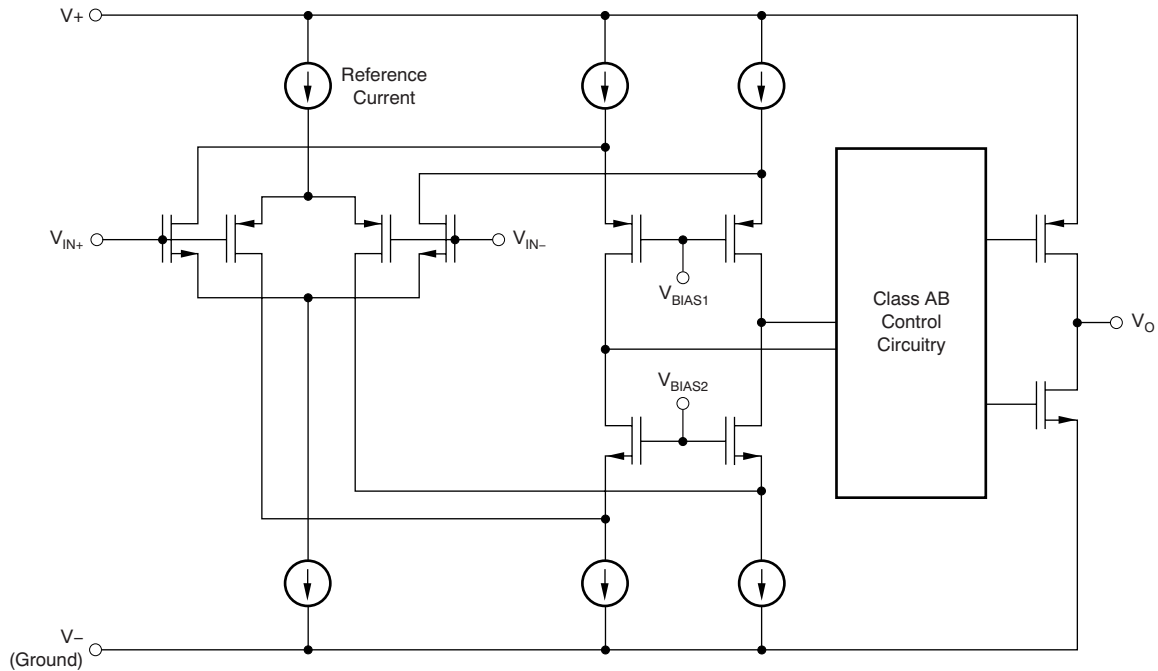 V+
Reference
Current
V_IN+
V_IN−
V_BIAS1
Class AB
Control
Circuitry
V_O
V_BIAS2
V−
(Ground)